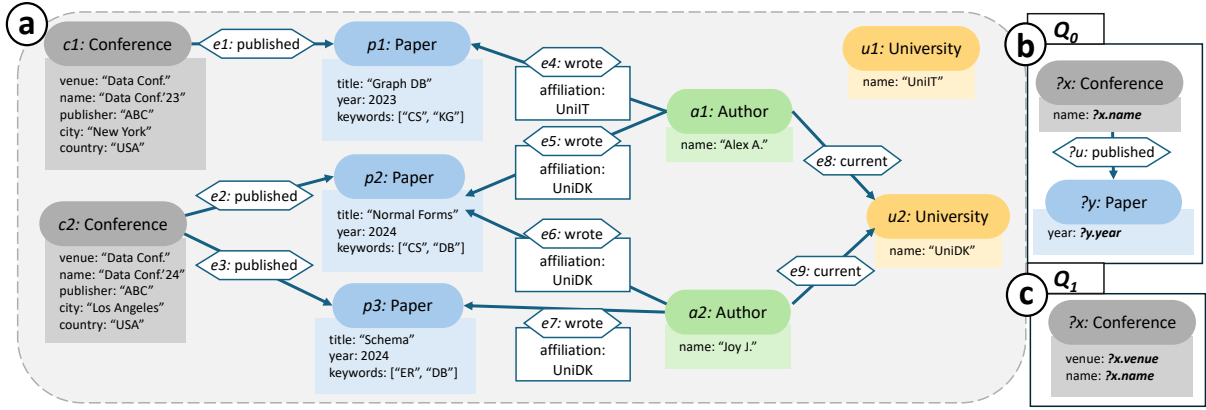 a
c1: Conference
venue: “Data Conf.”
name: “Data Conf.’23”
publisher: “ABC”
city: “New York”
country: “USA”
e1: published
p1: Paper
title: “Graph DB”
year: 2023
keywords: [“CS”, “KG”]
e4: wrote
affiliation:
UniIT
u1: University
name: “UniIT”
a1: Author
name: “Alex A.”
e5: wrote
affiliation:
UniDK
e8: current
c2: Conference
venue: “Data Conf.”
name: “Data Conf.’24”
publisher: “ABC”
city: “Los Angeles”
country: “USA”
e2: published
e3: published
p2: Paper
title: “Normal Forms”
year: 2024
keywords: [“CS”, “DB”]
e6: wrote
affiliation:
UniDK
u2: University
name: “UniDK”
e9: current
p3: Paper
title: “Schema”
year: 2024
keywords: [“ER”, “DB”]
e7: wrote
affiliation:
UniDK
a2: Author
name: “Joy J.”
b
Q0
?x: Conference
name: ?x.name
?u: published
?y: Paper
year: ?y.year
c
Q1
?x: Conference
venue: ?x.venue
name: ?x.name